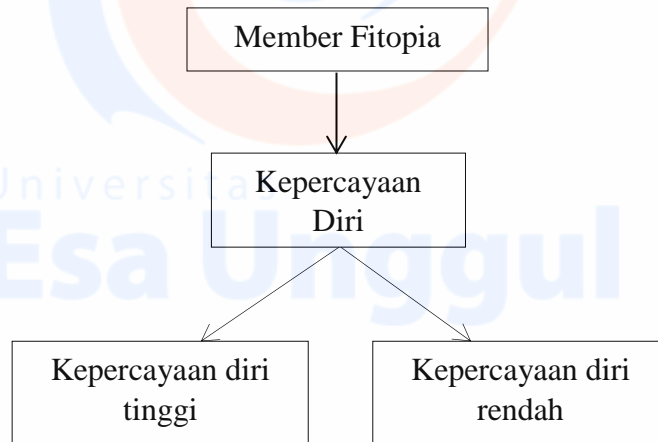 Member Fitopia
Kepercayaan
Diri
Universitas
Esa Unggul
Kepercayaan diri
tinggi
Kepercayaan diri
rendah